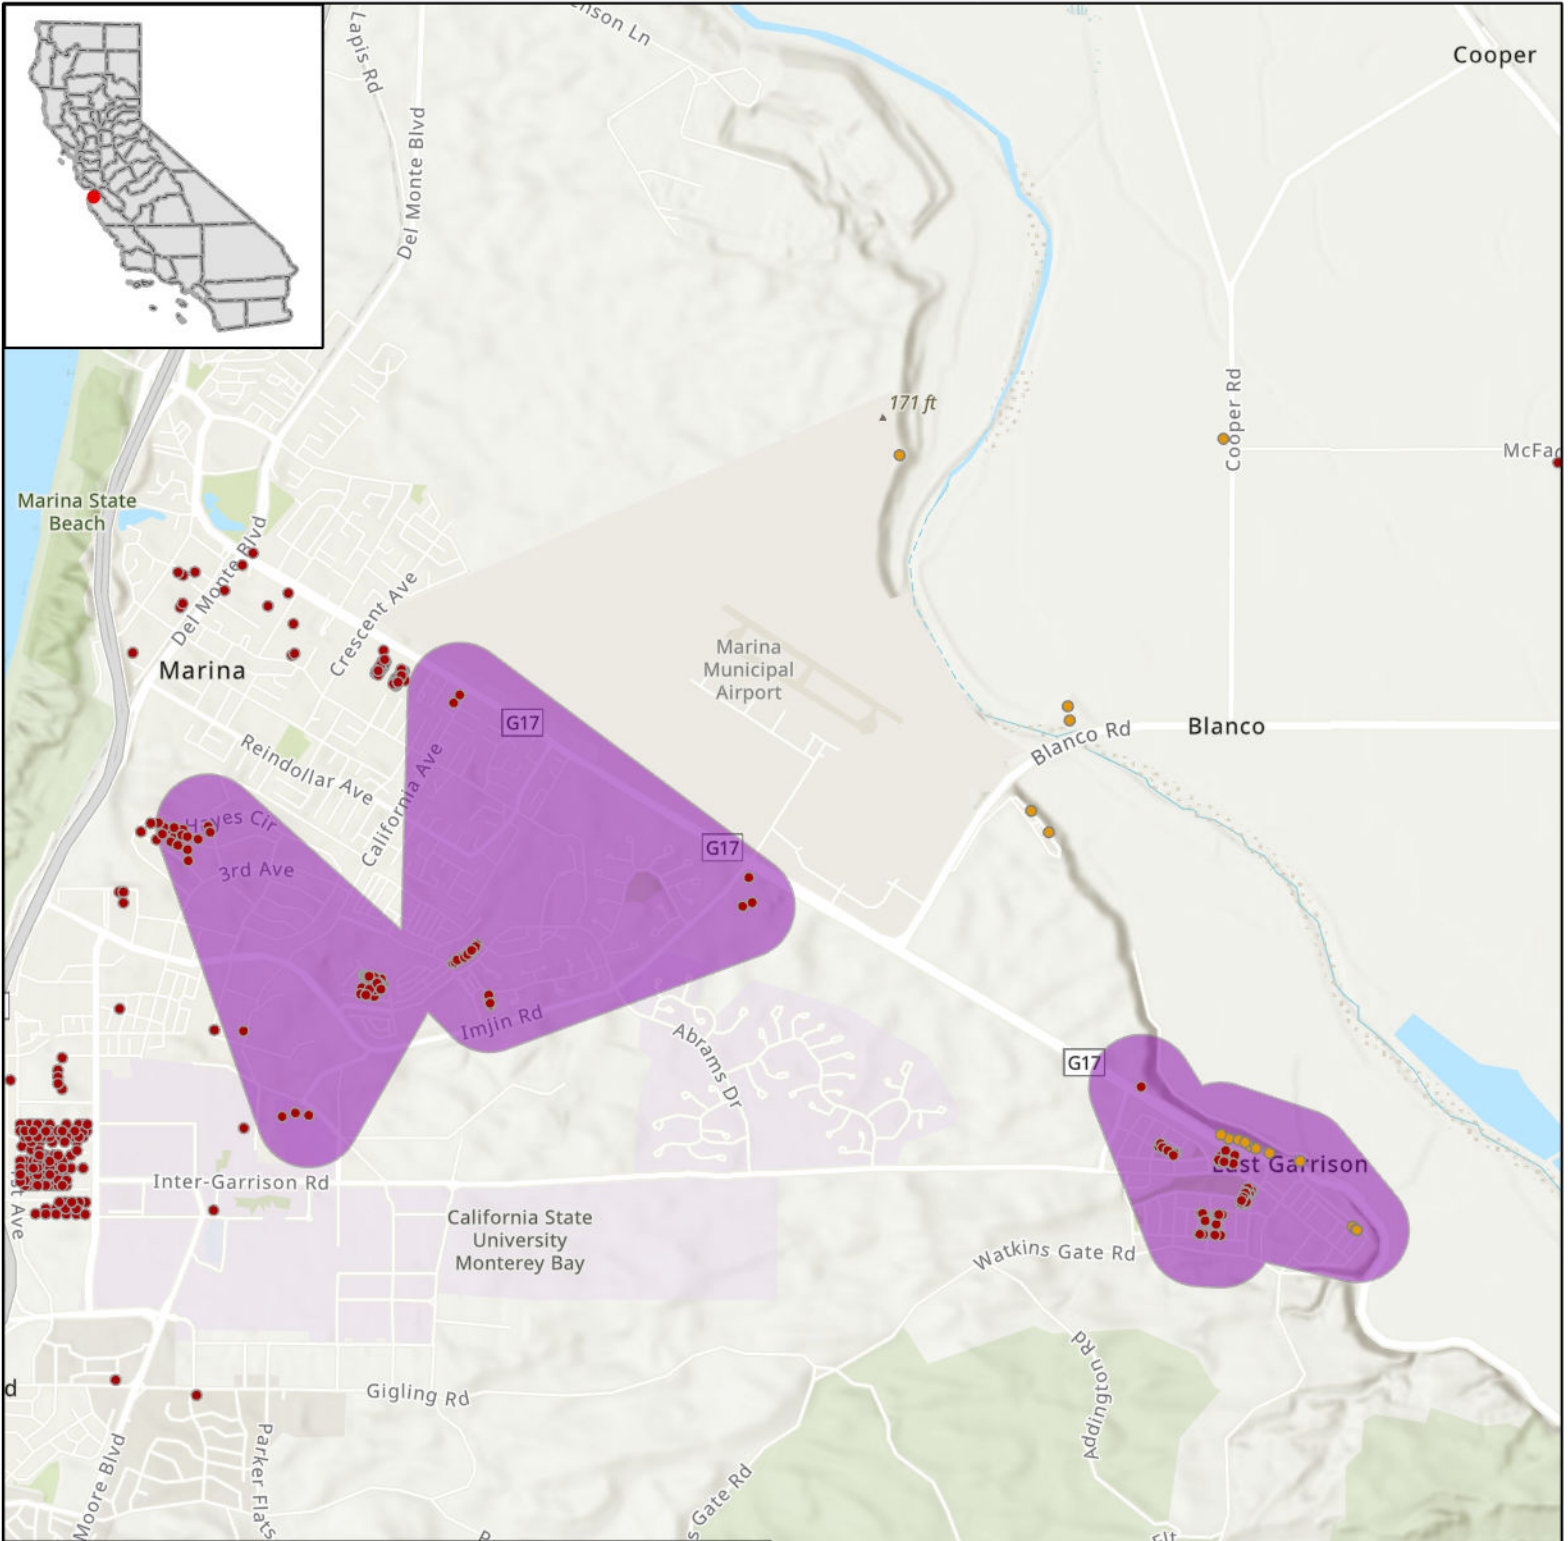 Lapis Rd
Del Monte Blvd
Cooper
171 ft
Cooper Rd
Marina State
Beach
Del Monte Blvd
Crescent Ave
Marina
Marina
Municipal
Airport
G17
Blanco Rd
Blanco
Reindollar Ave
California Ave
Hayes Cir
3rd Ave
G17
Imjin Rd
Abrams Dr
G17
East Garrison
Inter-Garrison Rd
California State
University
Monterey Bay
Watkins Gate Rd
Addington Rd
Gigling Rd
Parker Flats
Moore Blvd
s Gate Rd